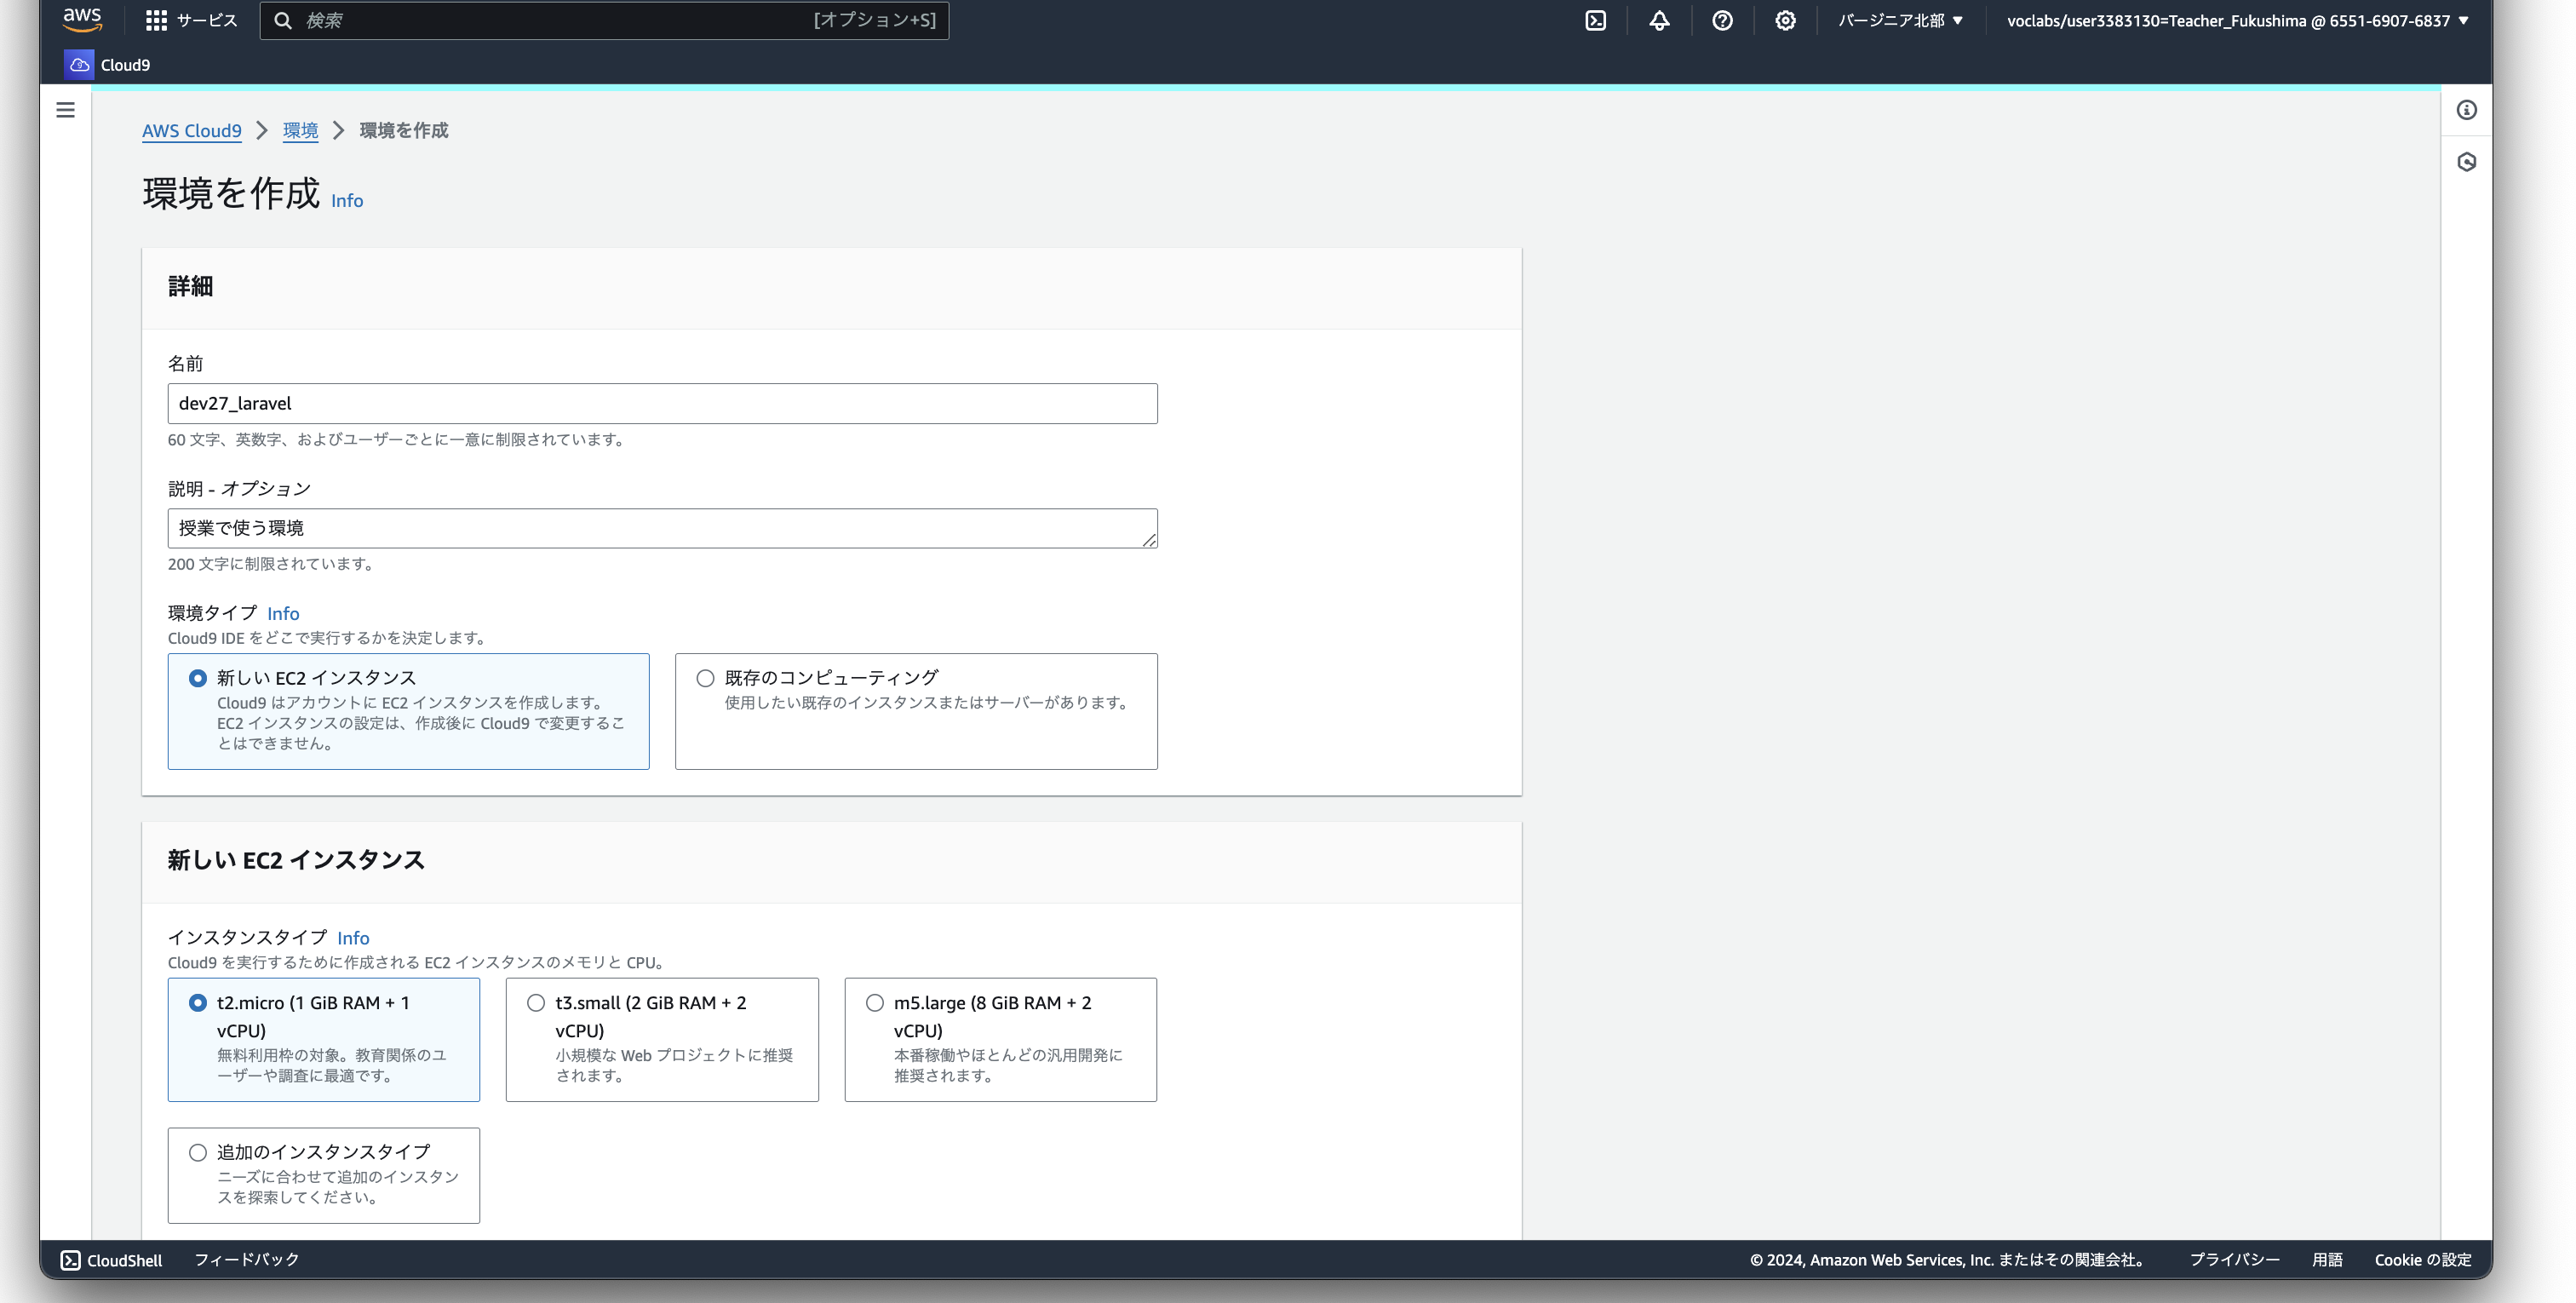 aws
サービス
検索
[オプション+S]
バージニア北部 ▼
voclabs/user3383130=Teacher_Fukushima @ 6551-6907-6837 ▼
Cloud9
AWS Cloud9 > 環境 > 環境を作成
環境を作成 Info
詳細
名前
dev27_laravel
60 文字、英数字、およびユーザーごとに一意に制限されています。
説明 - オプション
授業で使う環境
200 文字に制限されています。
環境タイプ Info
Cloud9 IDE をどこで実行するかを決定します。
新しい EC2 インスタンス
Cloud9 はアカウントに EC2 インスタンスを作成します。
EC2 インスタンスの設定は、作成後に Cloud9 で変更するこ
とはできません。
既存のコンピューティング
使用したい既存のインスタンスまたはサーバーがあります。
新しい EC2 インスタンス
インスタンスタイプ Info
Cloud9 を実行するために作成される EC2 インスタンスのメモリと CPU。
t2.micro (1 GiB RAM + 1
vCPU)
無料利用枠の対象。教育関係のユ
ーザーや調査に最適です。
t3.small (2 GiB RAM + 2
vCPU)
小規模な Web プロジェクトに推奨
されます。
m5.large (8 GiB RAM + 2
vCPU)
本番稼働やほとんどの汎用開発に
推奨されます。
追加のインスタンスタイプ
ニーズに合わせて追加のインスタン
スを探索してください。
CloudShell
フィードバック
© 2024, Amazon Web Services, Inc. またはその関連会社。
プライバシー
用語
Cookie の設定